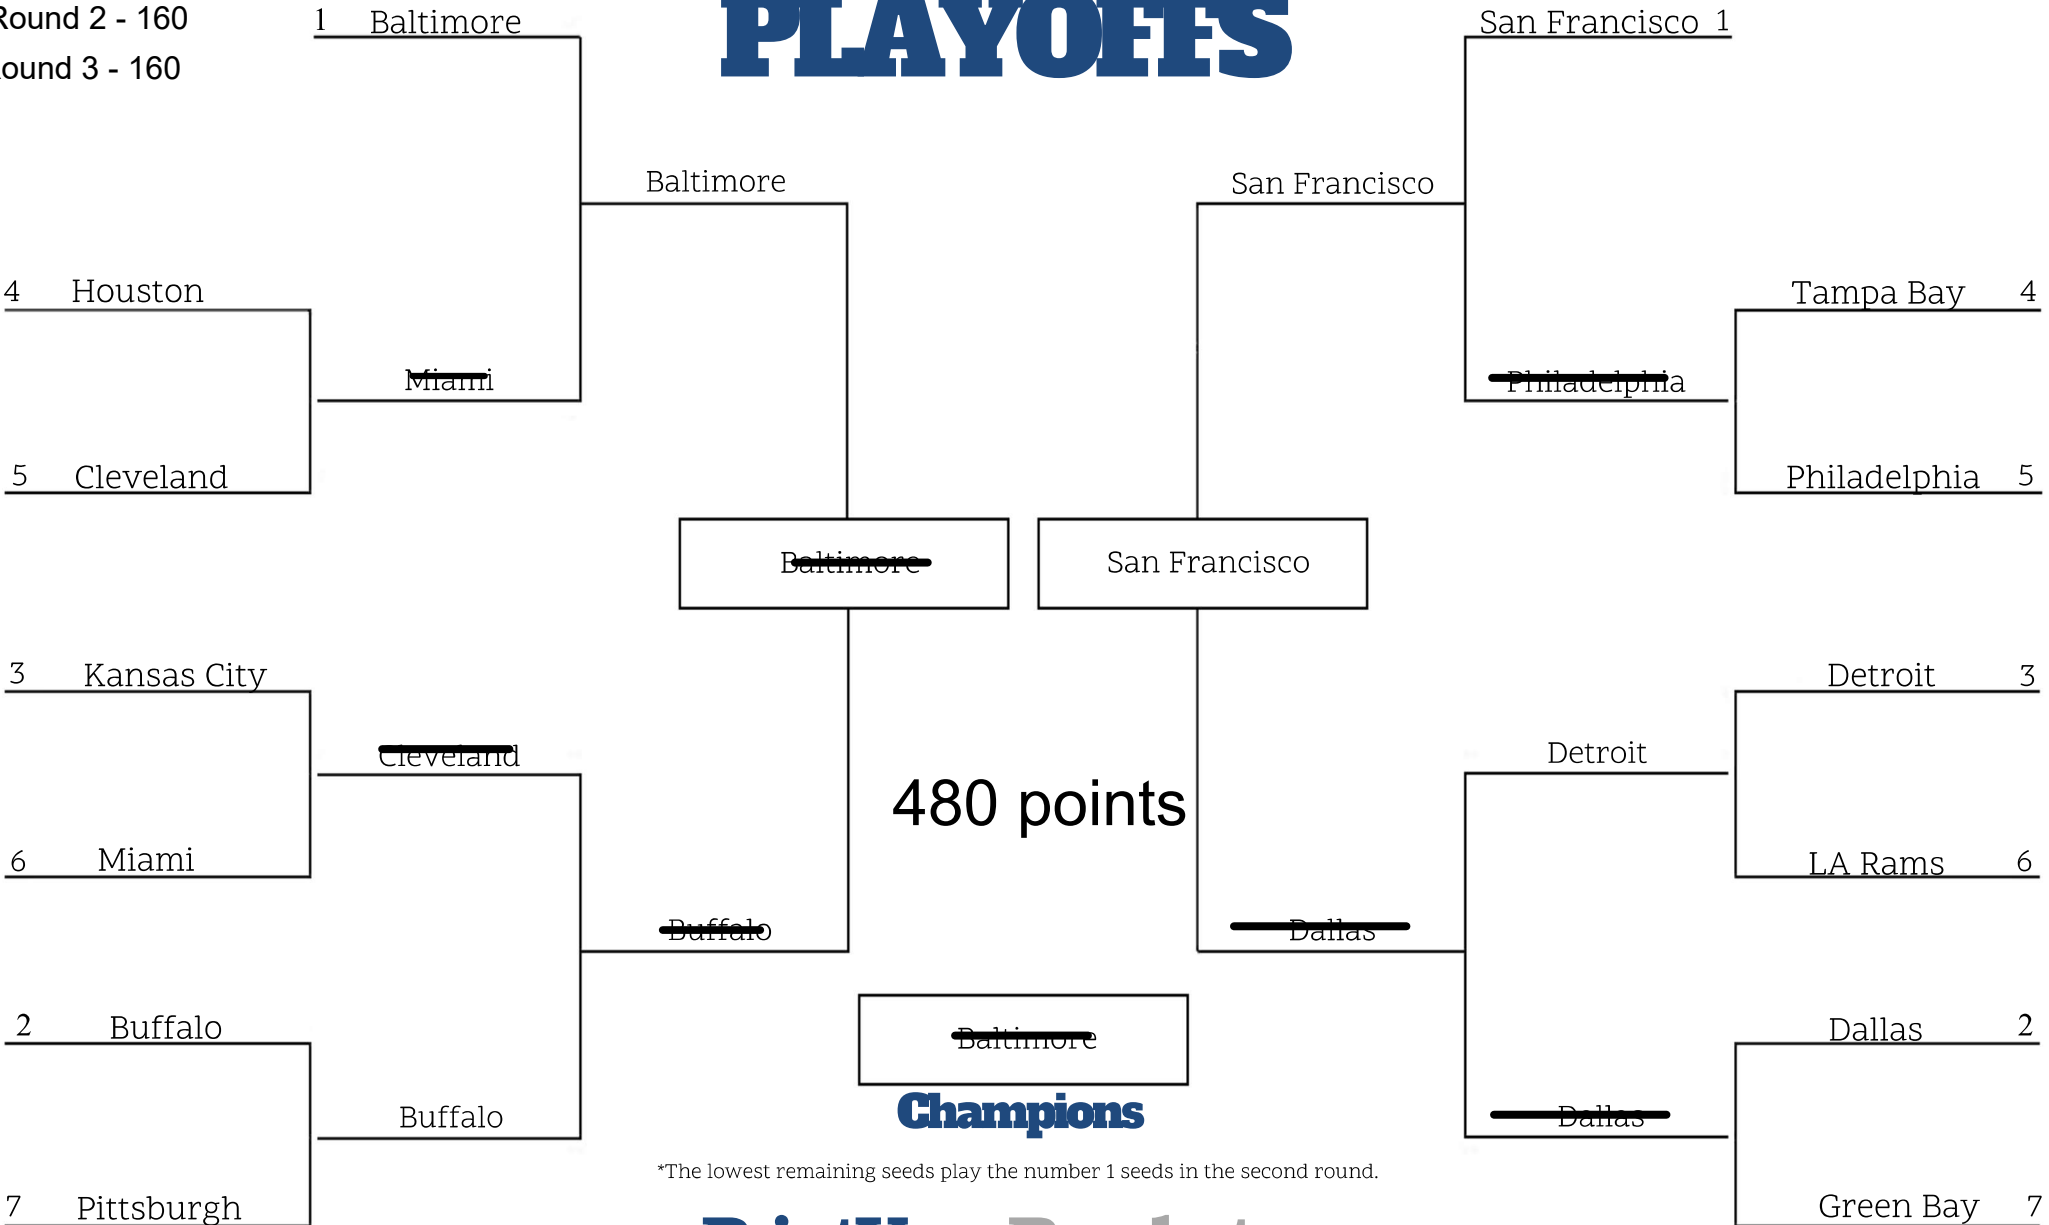 Round 2 - 160
ound 3 - 160
PLAYOFFS
1 Baltimore
San Francisco 1
Baltimore
San Francisco
4 Houston
Tampa Bay 4
Miami
Philadelphia
5 Cleveland
Philadelphia 5
Baltimore
San Francisco
3 Kansas City
Detroit 3
Cleveland
Detroit
480 points
6 Miami
LA Rams 6
Buffalo
Dallas
2 Buffalo
Dallas 2
Baltimore
Champions
Buffalo
Dallas
*The lowest remaining seeds play the number 1 seeds in the second round.
7 Pittsburgh
Green Bay 7